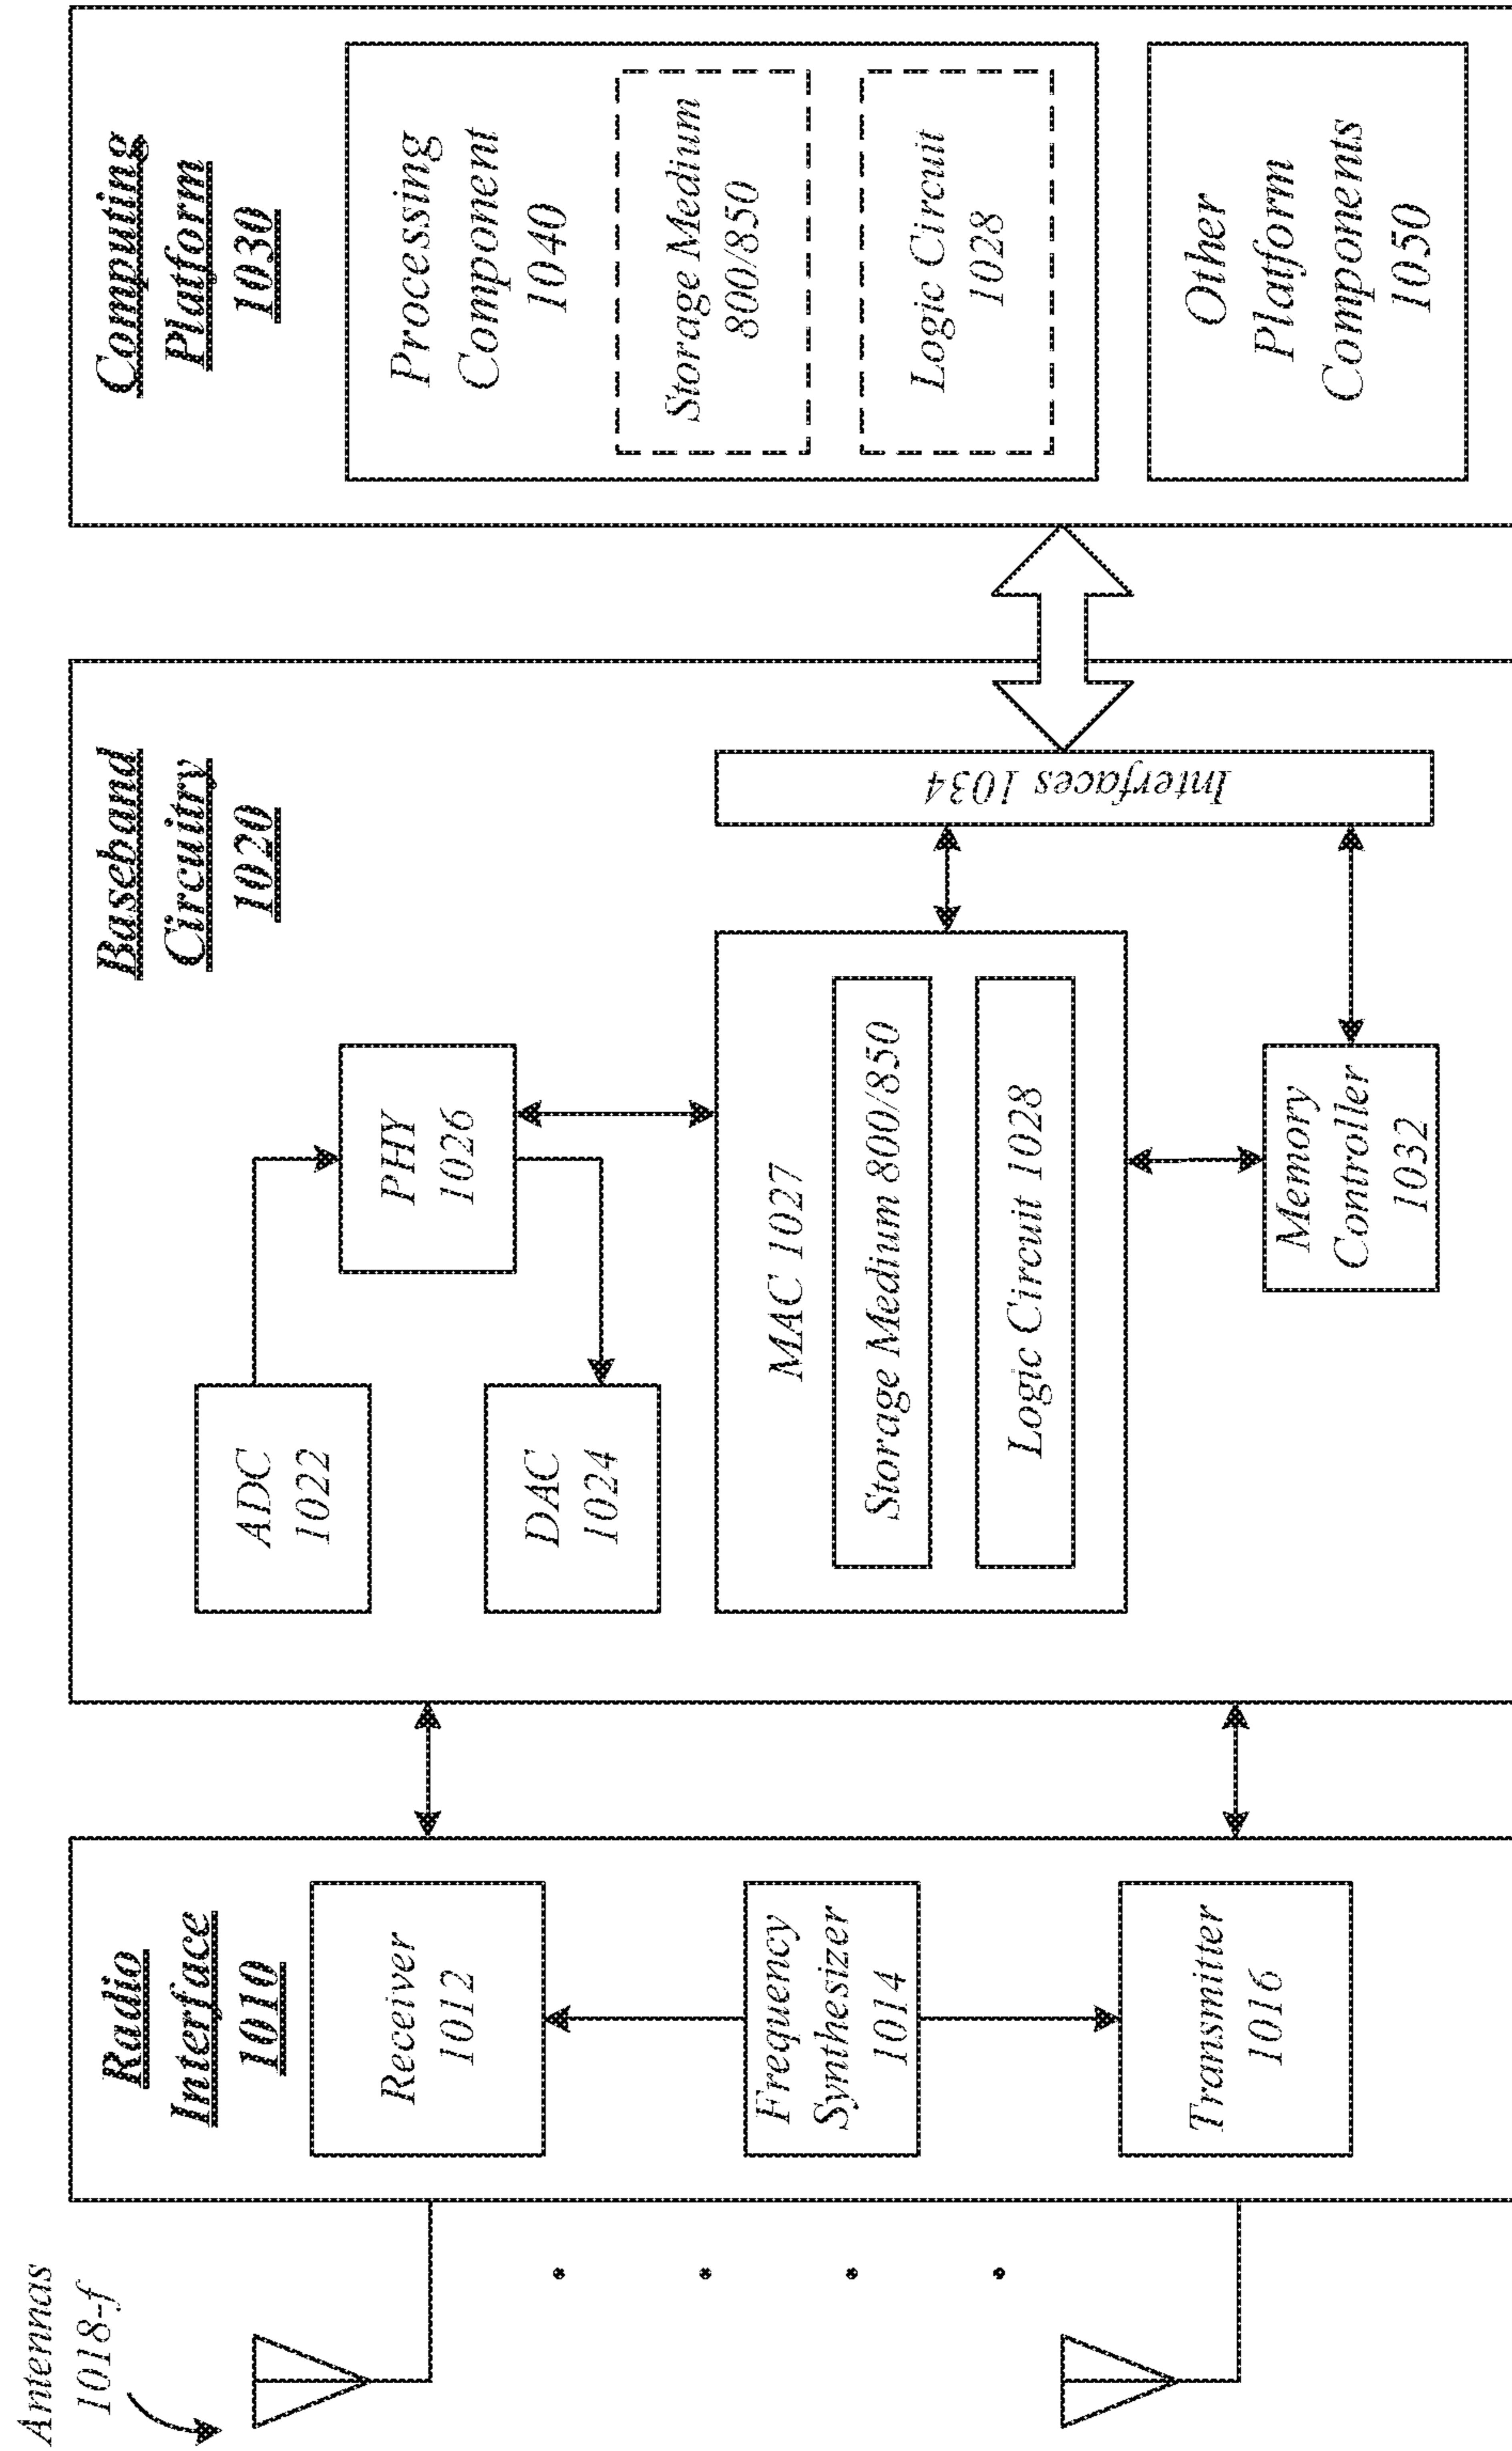 Antennas
1018-f
Radio
Interface
1010
Receiver
1012
Frequency
Synthesizer
1014
Transmitter
1016
Baseband
Circuitry
1020
ADC
1022
DAC
1024
PHY
1026
MAC 1027
Storage Medium 800/850
Logic Circuit 1028
Memory
Controller
1032
Interfaces 1034
Computing
Platform
1030
Processing
Component
1040
Storage Medium
800/850
Logic Circuit
1028
Other
Platform
Components
1050